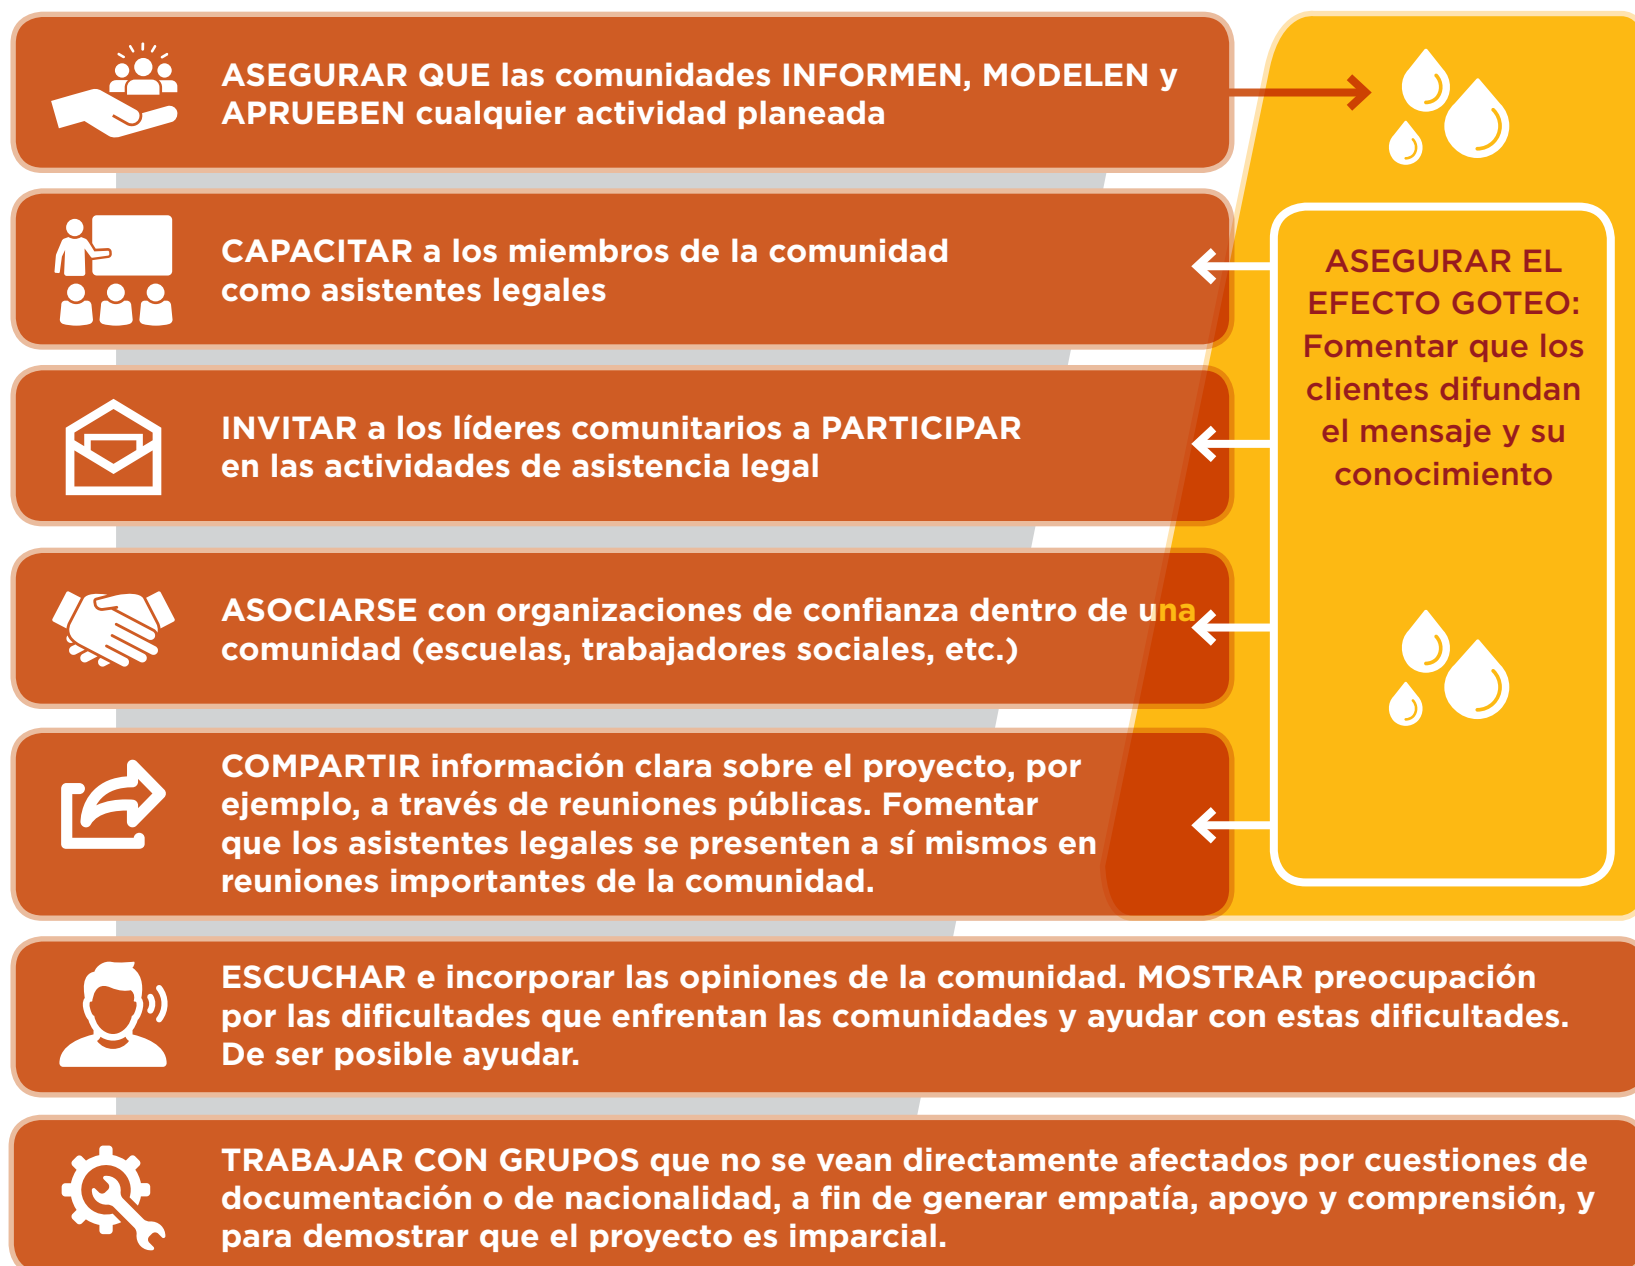 ASEGURAR QUE las comunidades INFORMEN, MODELEN y
APRUEBEN cualquier actividad planeada
CAPACITAR a los miembros de la comunidad
como asistentes legales
INVITAR a los líderes comunitarios a PARTICIPAR
en las actividades de asistencia legal
ASOCIARSE con organizaciones de confianza dentro de una
comunidad (escuelas, trabajadores sociales, etc.)
COMPARTIR información clara sobre el proyecto, por
ejemplo, a través de reuniones públicas. Fomentar
que los asistentes legales se presenten a sí mismos en
reuniones importantes de la comunidad.
ASEGURAR EL
EFECTO GOTEO:
Fomentar que los
clientes difundan
el mensaje y su
conocimiento
ESCUCHAR e incorporar las opiniones de la comunidad. MOSTRAR preocupación
por las dificultades que enfrentan las comunidades y ayudar con estas dificultades.
De ser posible ayudar.
TRABAJAR CON GRUPOS que no se vean directamente afectados por cuestiones de
documentación o de nacionalidad, a fin de generar empatía, apoyo y comprensión, y
para demostrar que el proyecto es imparcial.